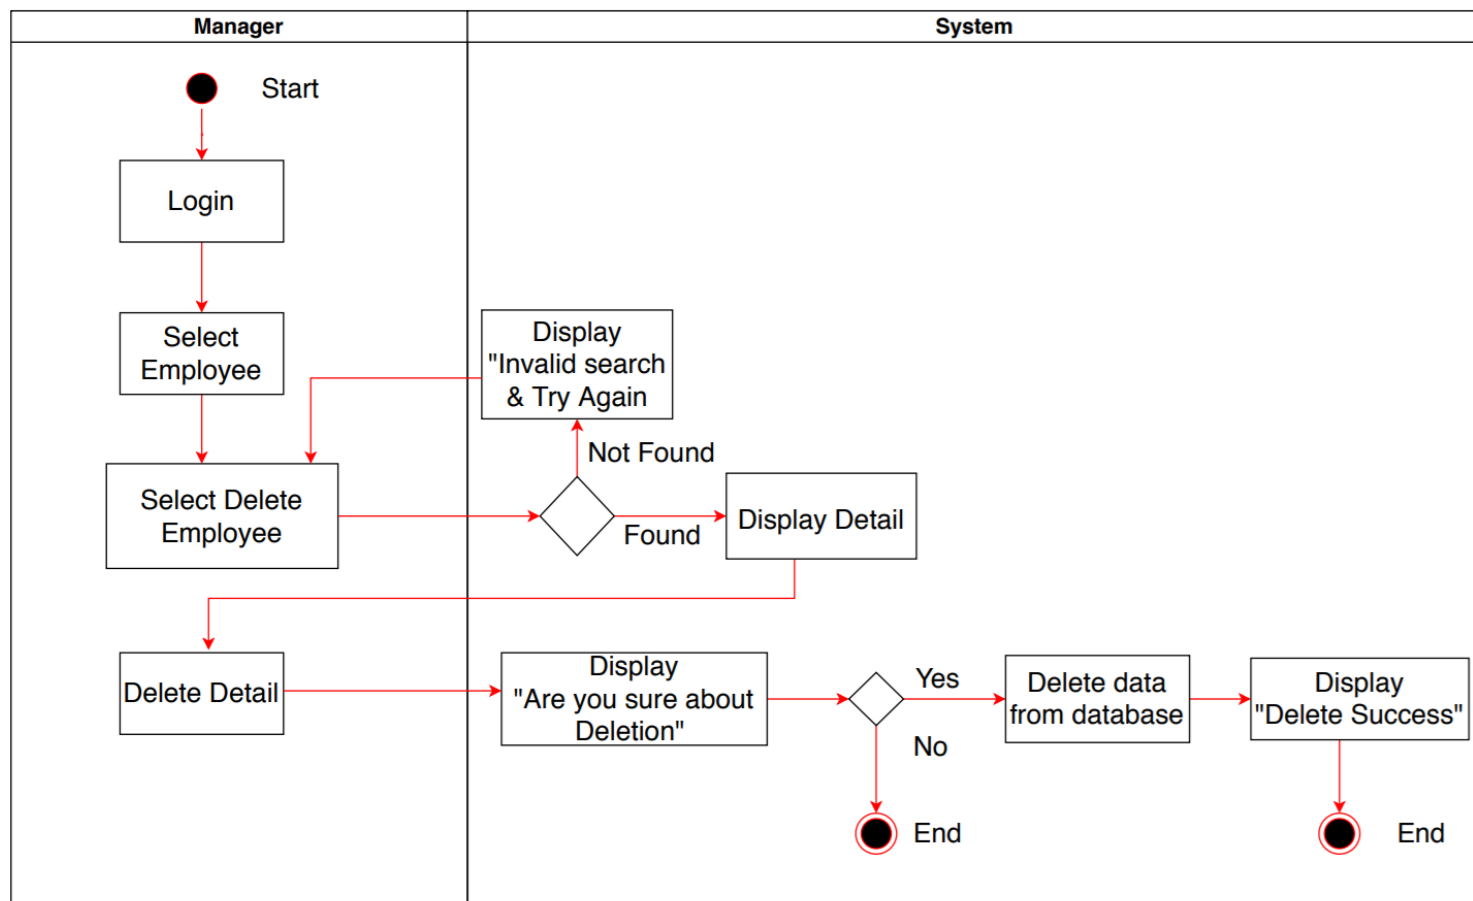 Manager
System
Start
Login
Select
Employee
Display
"Invalid search
& Try Again
Not Found
Select Delete
Employee
Found
Display Detail
Delete Detail
Display
"Are you sure about
Deletion"
Yes
No
Delete data
from database
Display
"Delete Success"
End
End